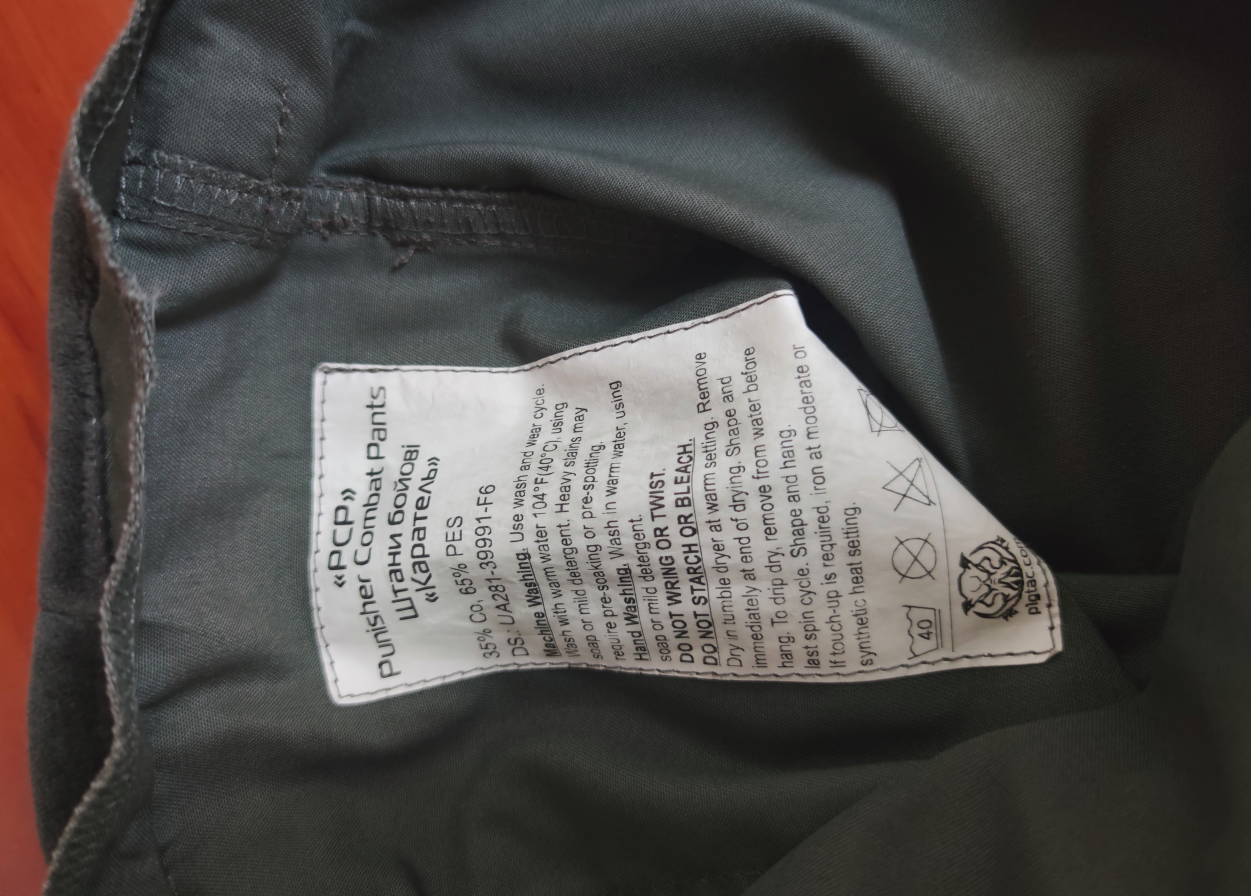 «PCP»
Punisher Combat Pants
Штани бойові
«Каратель»
35% Co, 65% PES
DS.: UA281-39991-F6
Machine Washing. Use wash and wear cycle.
Wash with warm water 104°F(40°C), using
soap or mild detergent. Heavy stains may
require pre-soaking or pre-spotting.
Hand Washing. Wash in warm water, using
soap or mild detergent.
DO NOT WRING OR TWIST.
DO NOT STARCH OR BLEACH.
Dry in tumble dryer at warm setting. Remove
immediately at end of drying. Shape and
hang. To drip dry, remove from water before
last spin cycle. Shape and hang.
If touch-up is required, iron at moderate or
synthetic heat setting.
40
pigtac.com